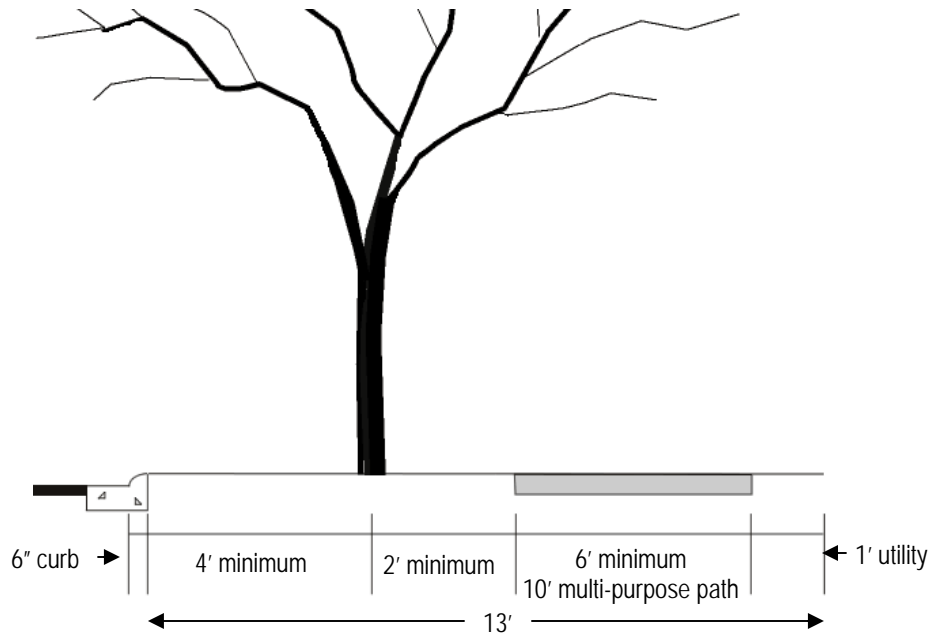 6" curb
4' minimum
2' minimum
6' minimum
10' multi-purpose path
1' utility
13'